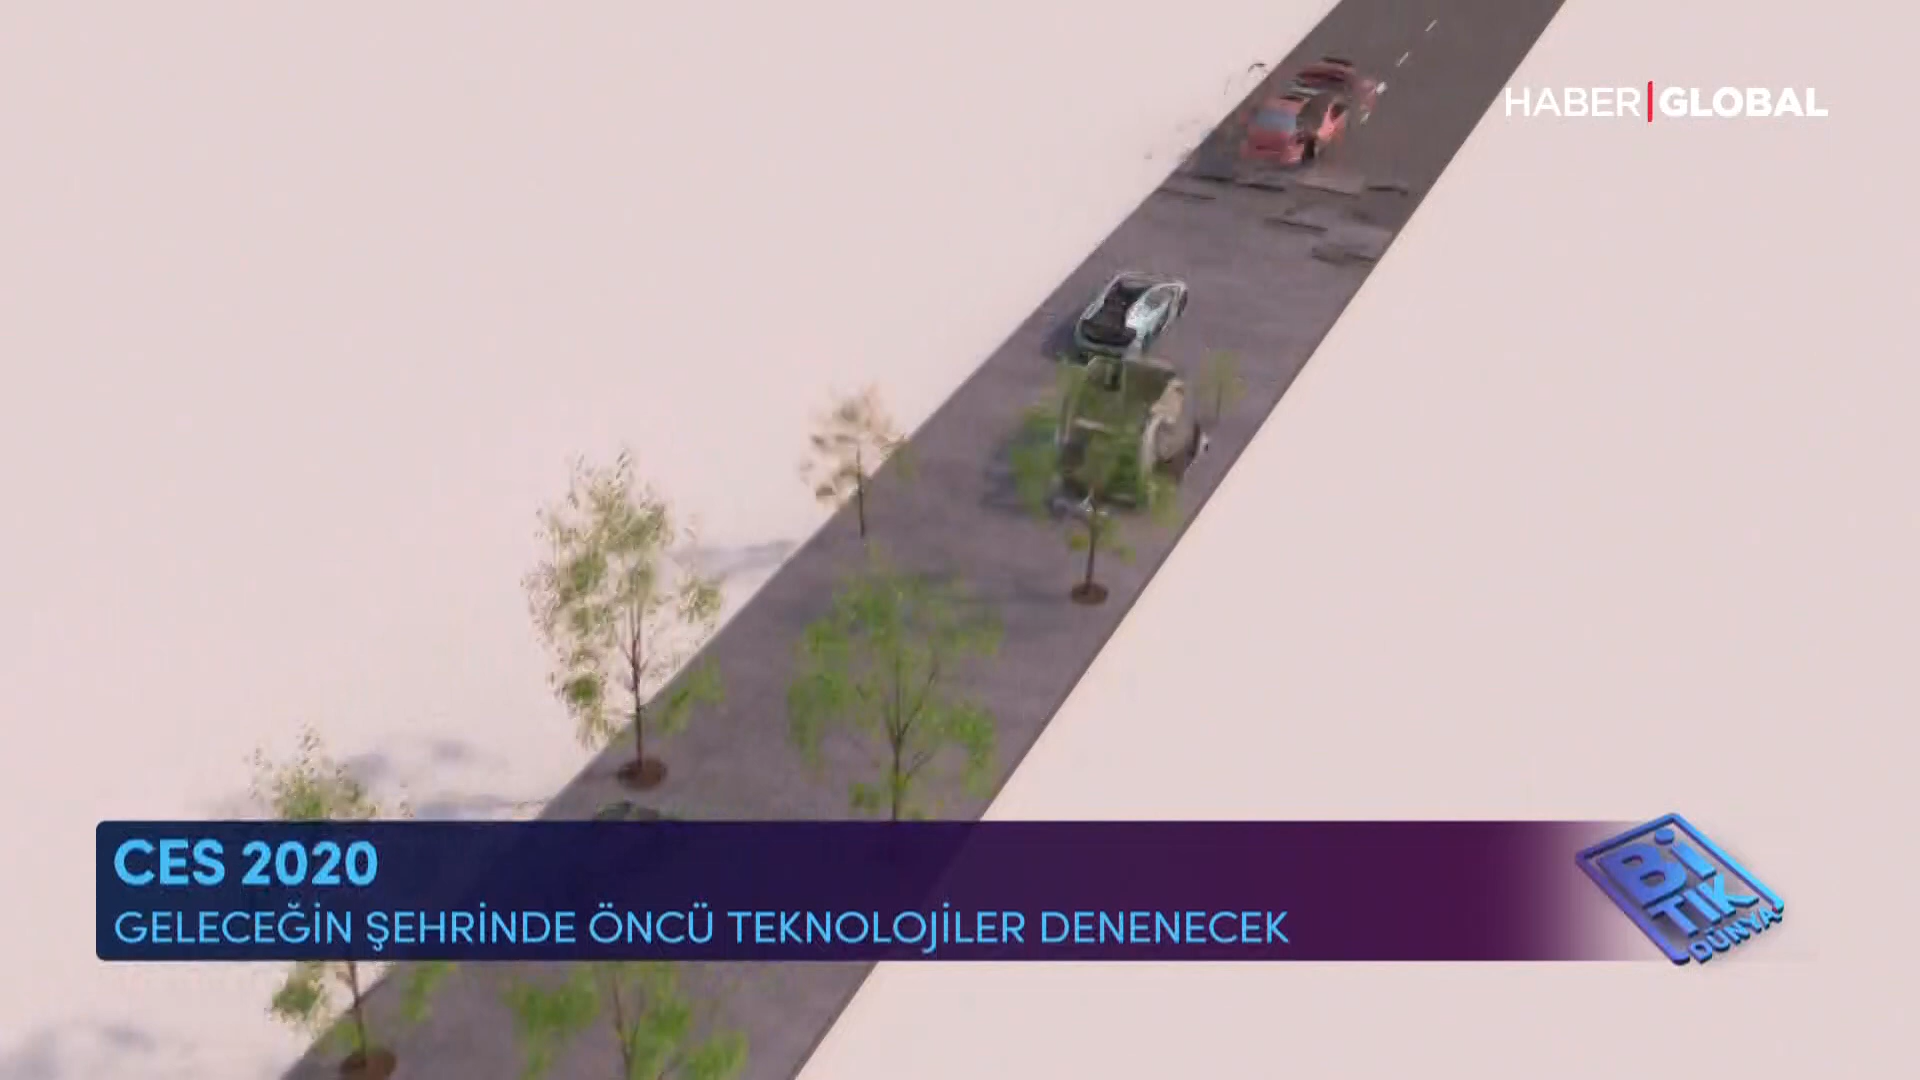 HABER|GLOBAL
CES 2020
GELECEĞİN ŞEHRİNDE ÖNCÜ TEKNOLOJİLER DENENECEK
Bİ
TIK
DÜNYA